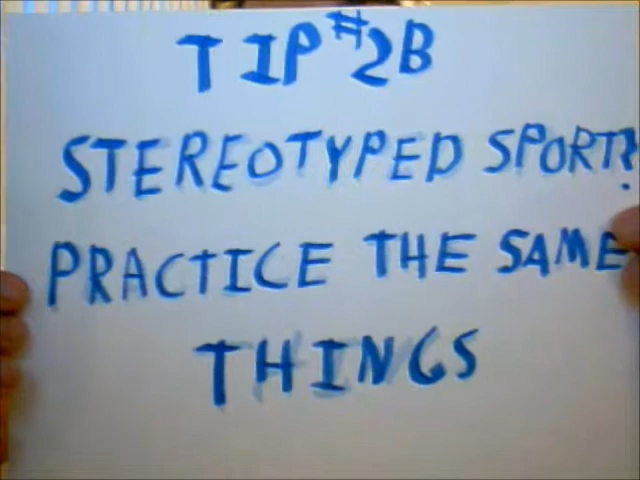 TIP #2B
STEREOTYPED SPORT?
PRACTICE THE SAME
THINGS